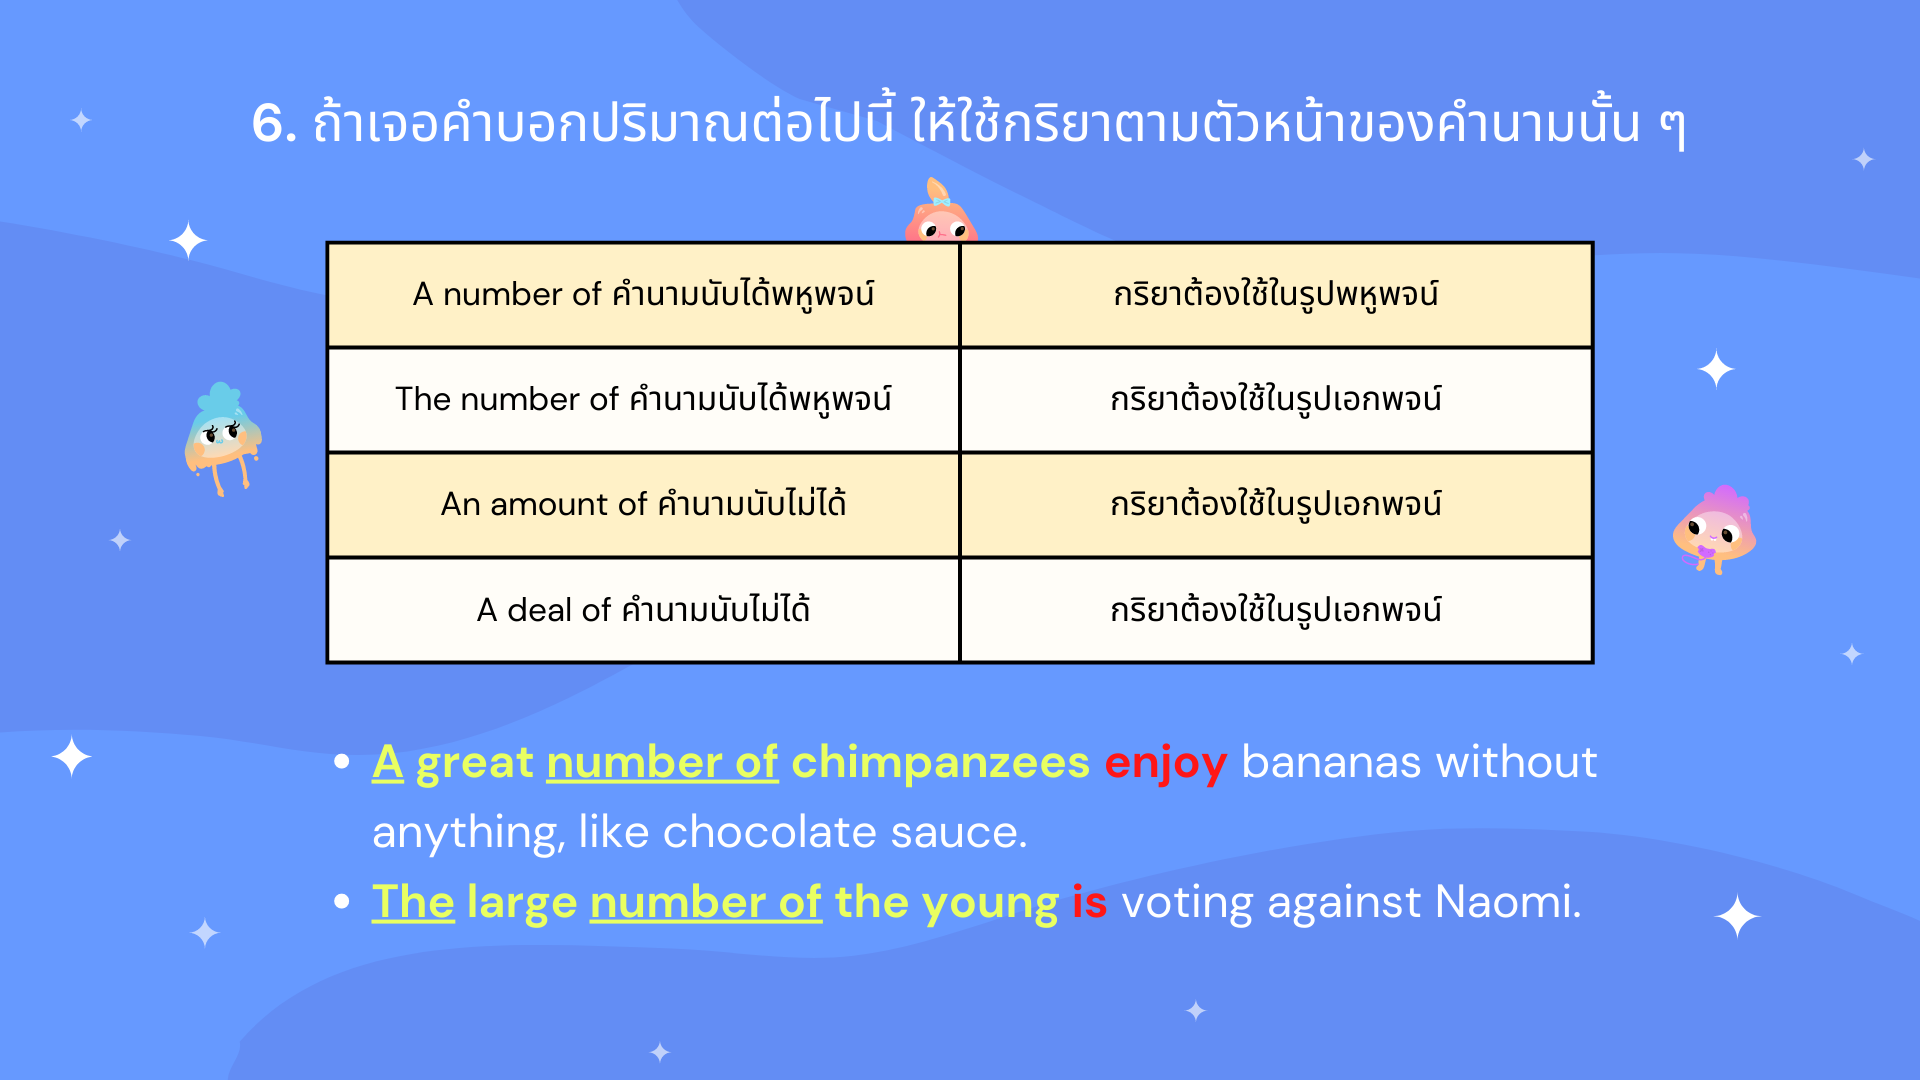 6. ถ้าเจอคำบอกปริมาณต่อไปนี้ ให้ใช้กริยาตามตัวหน้าของคำนามนั้น ๆ
A number of คำนามนับได้พหูพจน์
กริยาต้องใช้ในรูปพหูพจน์
The number of คำนามนับได้พหูพจน์
กริยาต้องใช้ในรูปเอกพจน์
An amount of คำนามนับไม่ได้
กริยาต้องใช้ในรูปเอกพจน์
A deal of คำนามนับไม่ได้
กริยาต้องใช้ในรูปเอกพจน์
• A great number of chimpanzees enjoy bananas without
anything, like chocolate sauce.
• The large number of the young is voting against Naomi.